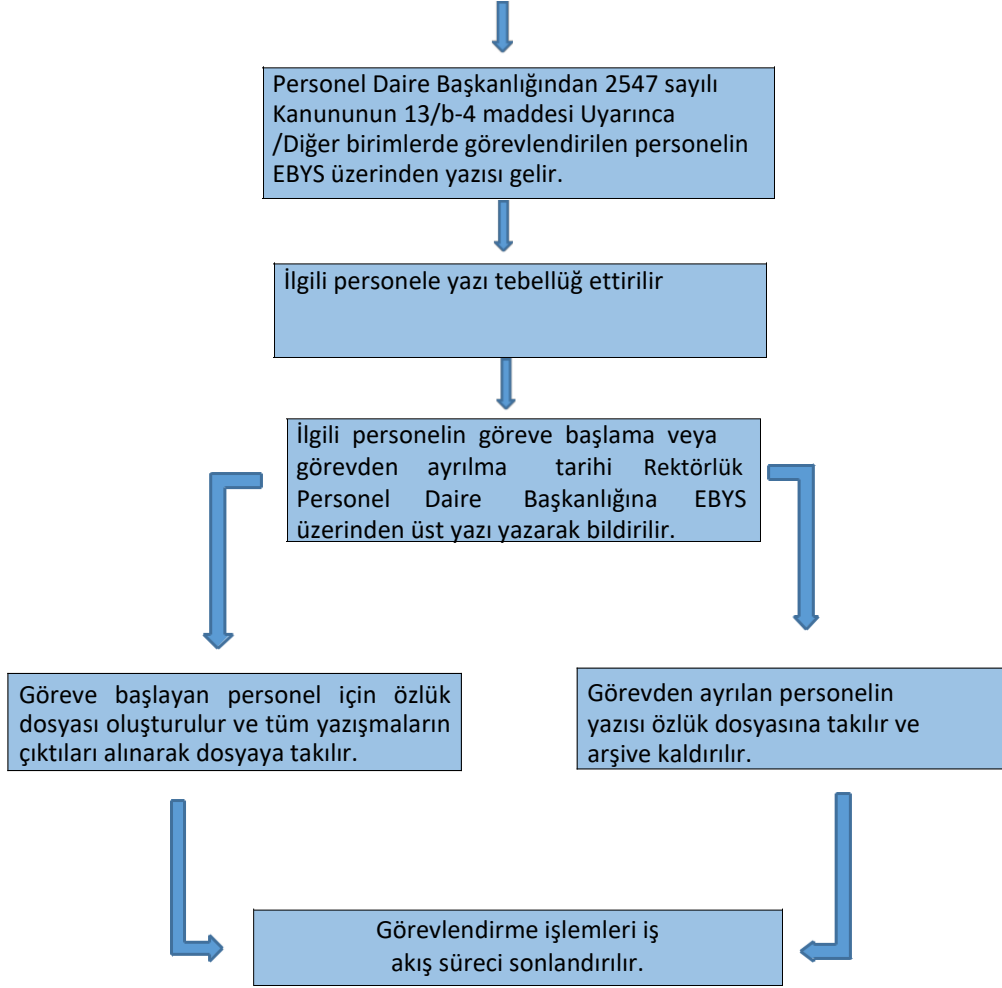 Personel Daire Başkanlığından 2547 sayılı
Kanununun 13/b-4 maddesi Uyarınca
/Diğer birimlerde görevlendirilen personelin
EBYS üzerinden yazısı gelir.
İlgili personele yazı tebellüğ ettirilir
İlgili personelin göreve başlama veya
görevden ayrılma tarihi Rektörlük
Personel Daire Başkanlığına EBYS
üzerinden üst yazı yazarak bildirilir.
Göreve başlayan personel için özlük
dosyası oluşturulur ve tüm yazışmaların
çıktıları alınarak dosyaya takılır.
Görevden ayrılan personelin
yazısı özlük dosyasına takılır ve
arşive kaldırılır.
Görevlendirme işlemleri iş
akış süreci sonlandırılır.